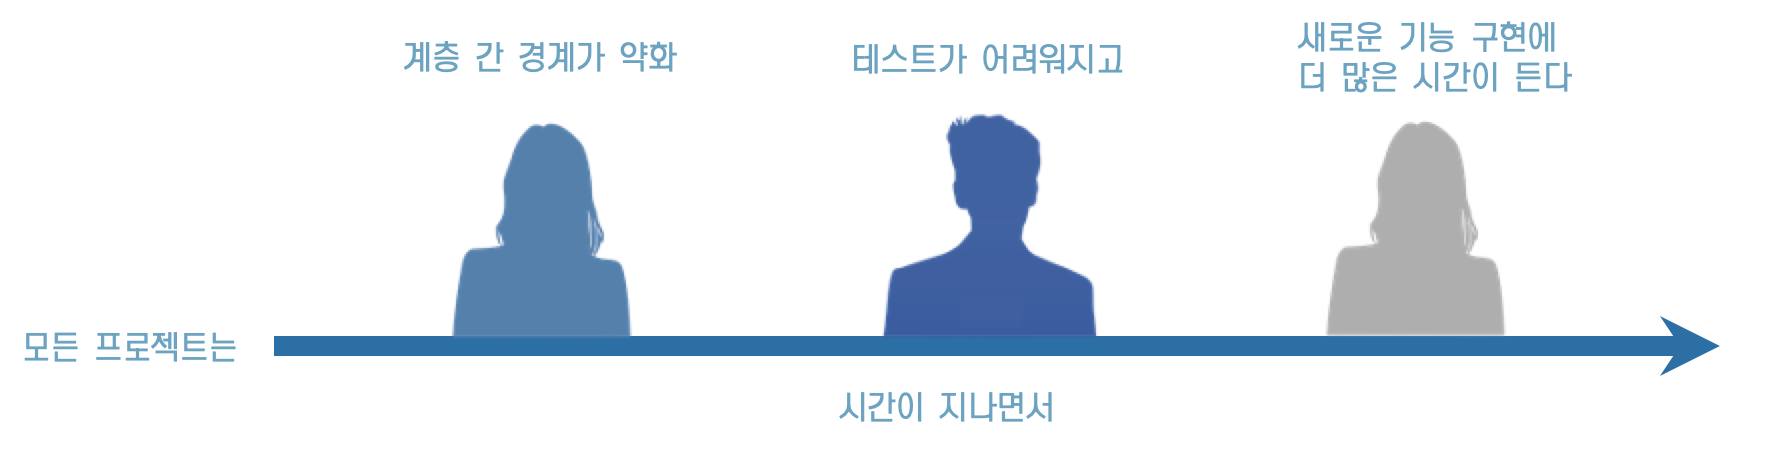 계층 간 경계가 약화
테스트가 어려워지고
새로운 기능 구현에
더 많은 시간이 든다
모든 프로젝트는
시간이 지나면서